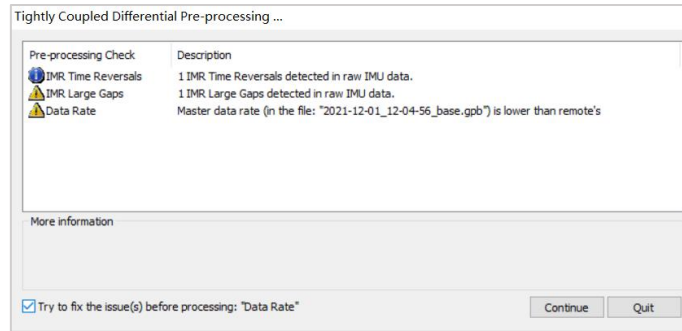 Tightly Coupled Differential Pre-processing ...
Pre-processing Check Description
IMR Time Reversals 1 IMR Time Reversals detected in raw IMU data.
IMR Large Gaps 1 IMR Large Gaps detected in raw IMU data.
Data Rate Master data rate (in the file: "2021-12-01_12-04-56_base.gpb") is lower than remote's
More information
Try to fix the issue(s) before processing: "Data Rate" Continue Quit